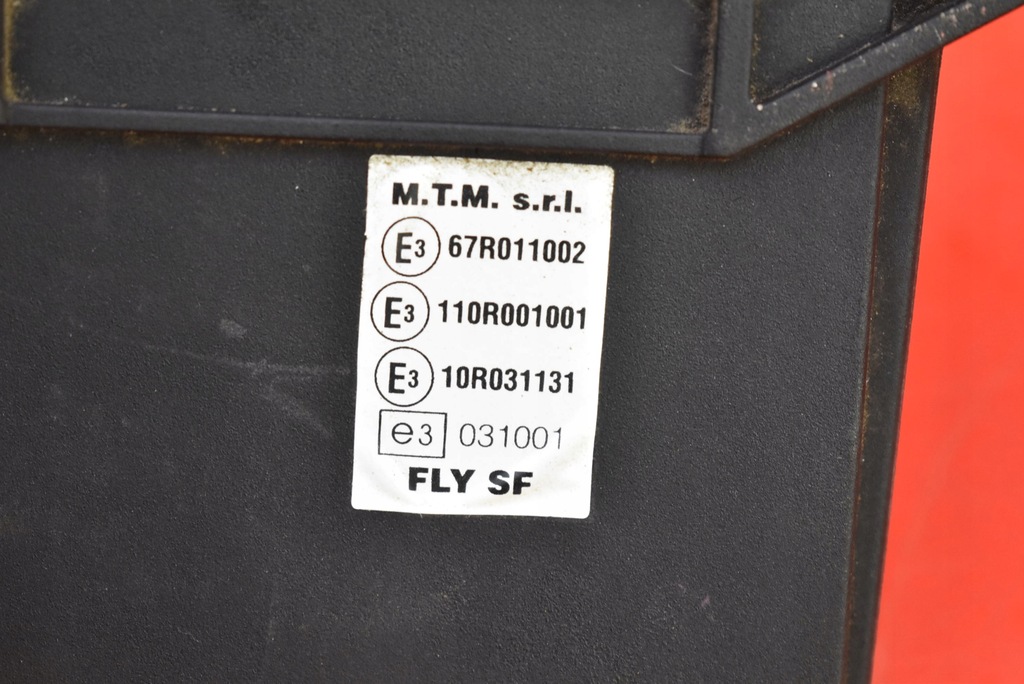 M.T.M. s.r.l.
E3 67R011002
E3 110R001001
E3 10R031131
e3 031001
FLY SF